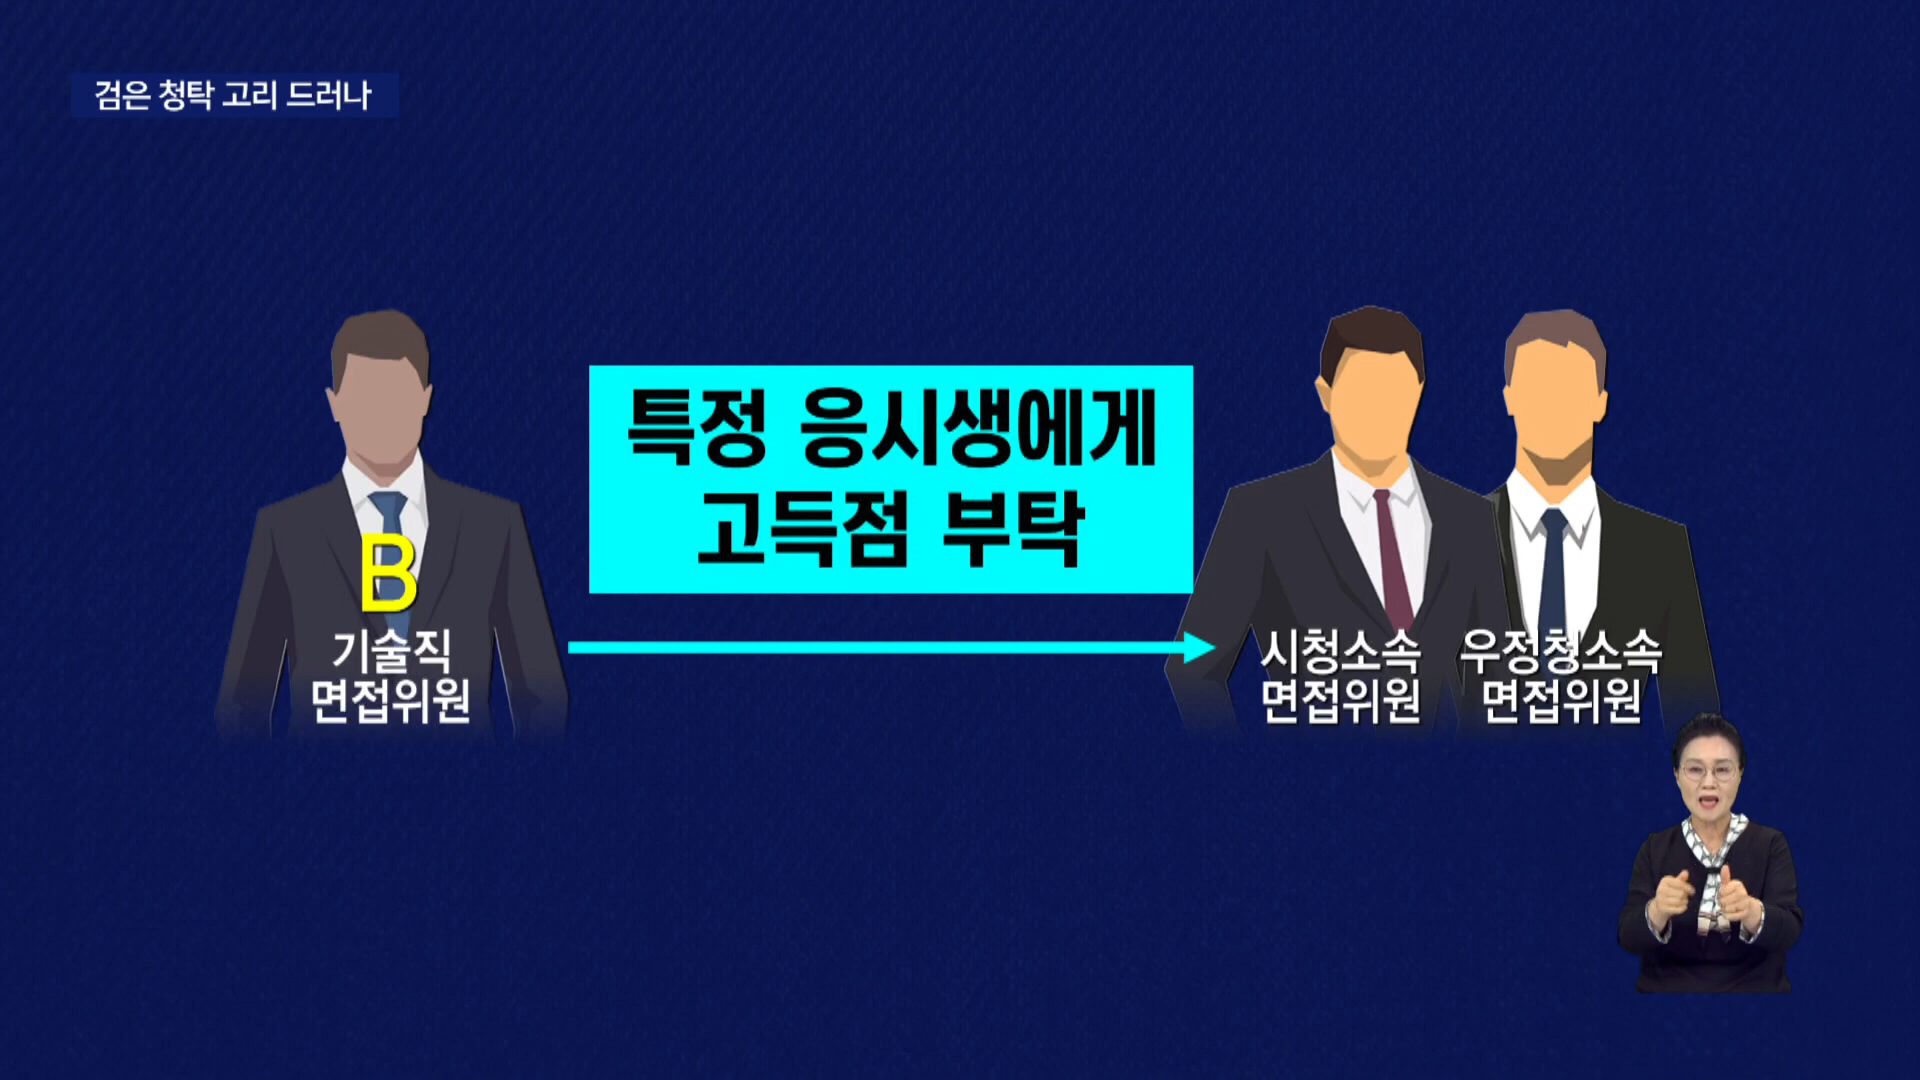 검은 청탁 고리 드러나
특정 응시생에게
고득점 부탁
B
기술직
면접위원
시청소속
면접위원
우정청소속
면접위원